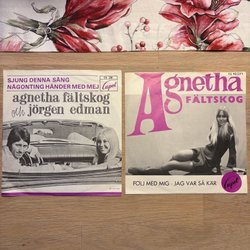 SJUNG DENNA SÅNG
NÅGONTING HÄNDER MED MEJ
Cupol
agnetha fältskog
och jörgen edman
Agnetha
FÄLTSKOG
FÖLJ MED MIG · JAG VAR SÅ KÄR
Cupol